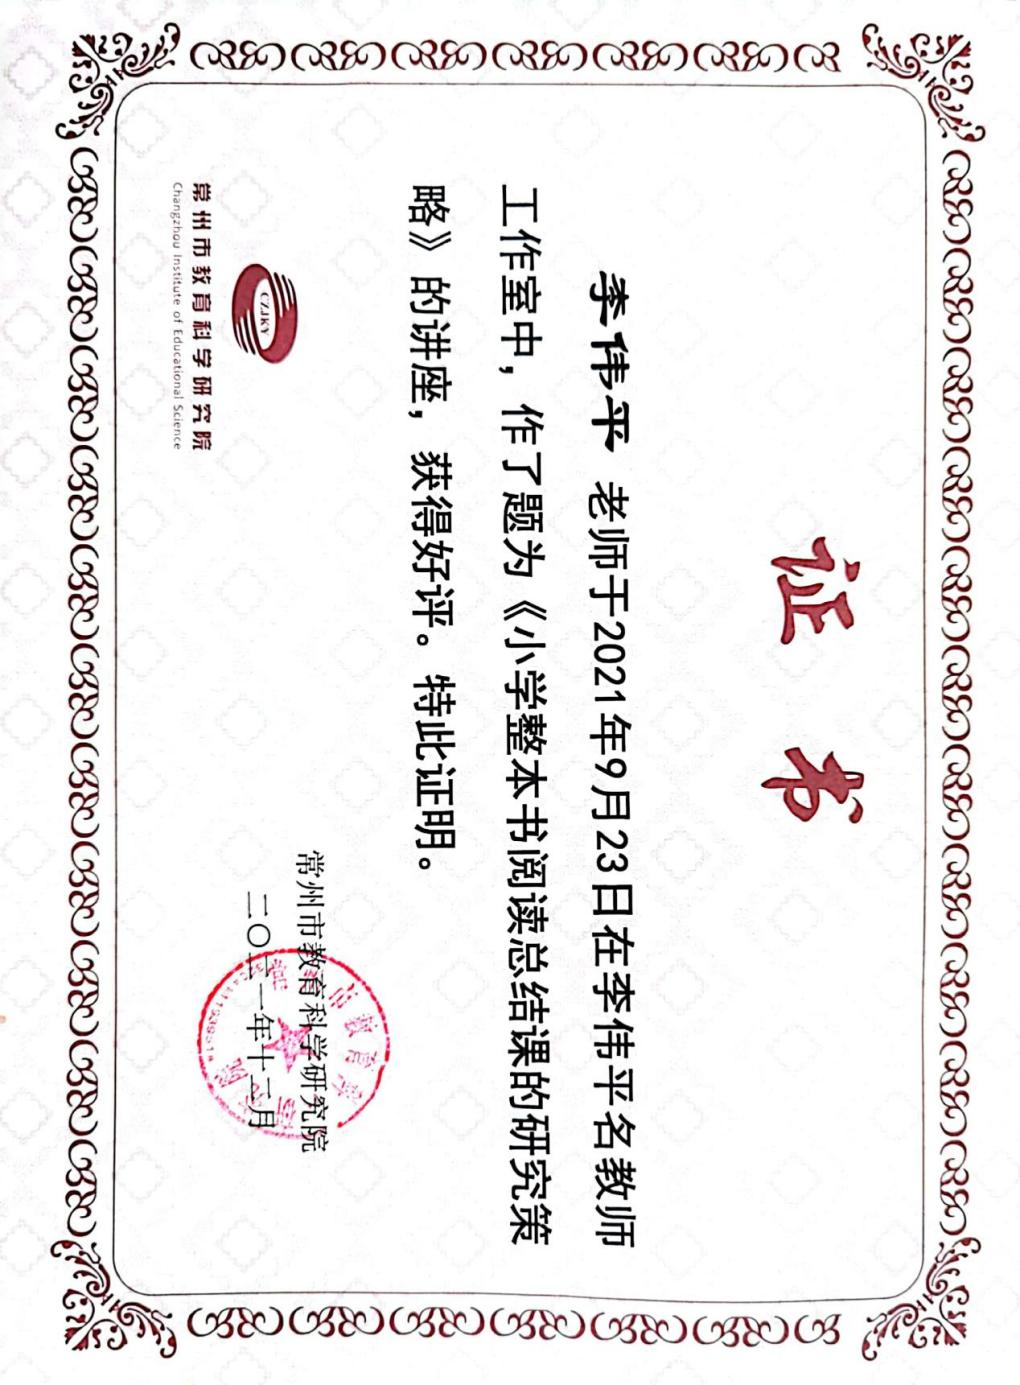 证书
李伟平 老师于2021年9月23日在李伟平名教师
工作室中，作了题为《小学整本书阅读总结课的研究策
略》的讲座，获得好评。特此证明。
CZJKY
常州市教育科学研究院
Changzhou Institute of Educational Science
常州市教育科学研究院
二〇二一年十二月